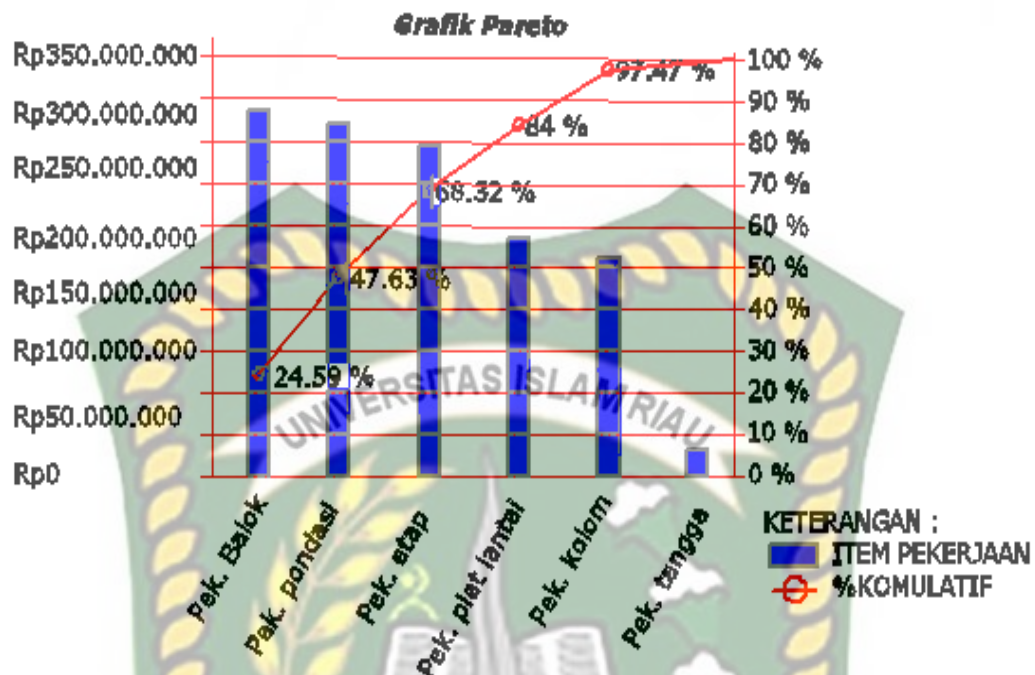 Grafik Pareto
Rp350.000.000
Rp300.000.000
Rp250.000.000
Rp200.000.000
Rp150.000.000
Rp100.000.000
Rp50.000.000
Rp0
100 %
90 %
80 %
70 %
60 %
50 %
40 %
30 %
20 %
10 %
0 %
24.59 %
47.63 %
68.32 %
84 %
97.47 %
UNIVERSITAS ISLAM RIAU
Pek. Balok
Pak. pondasi
Pek. atap
Pek. plat lantai
Pek. kolom
Pek. tangga
KETERANGAN :
ITEM PEKERJAAN
%KOMULATIF